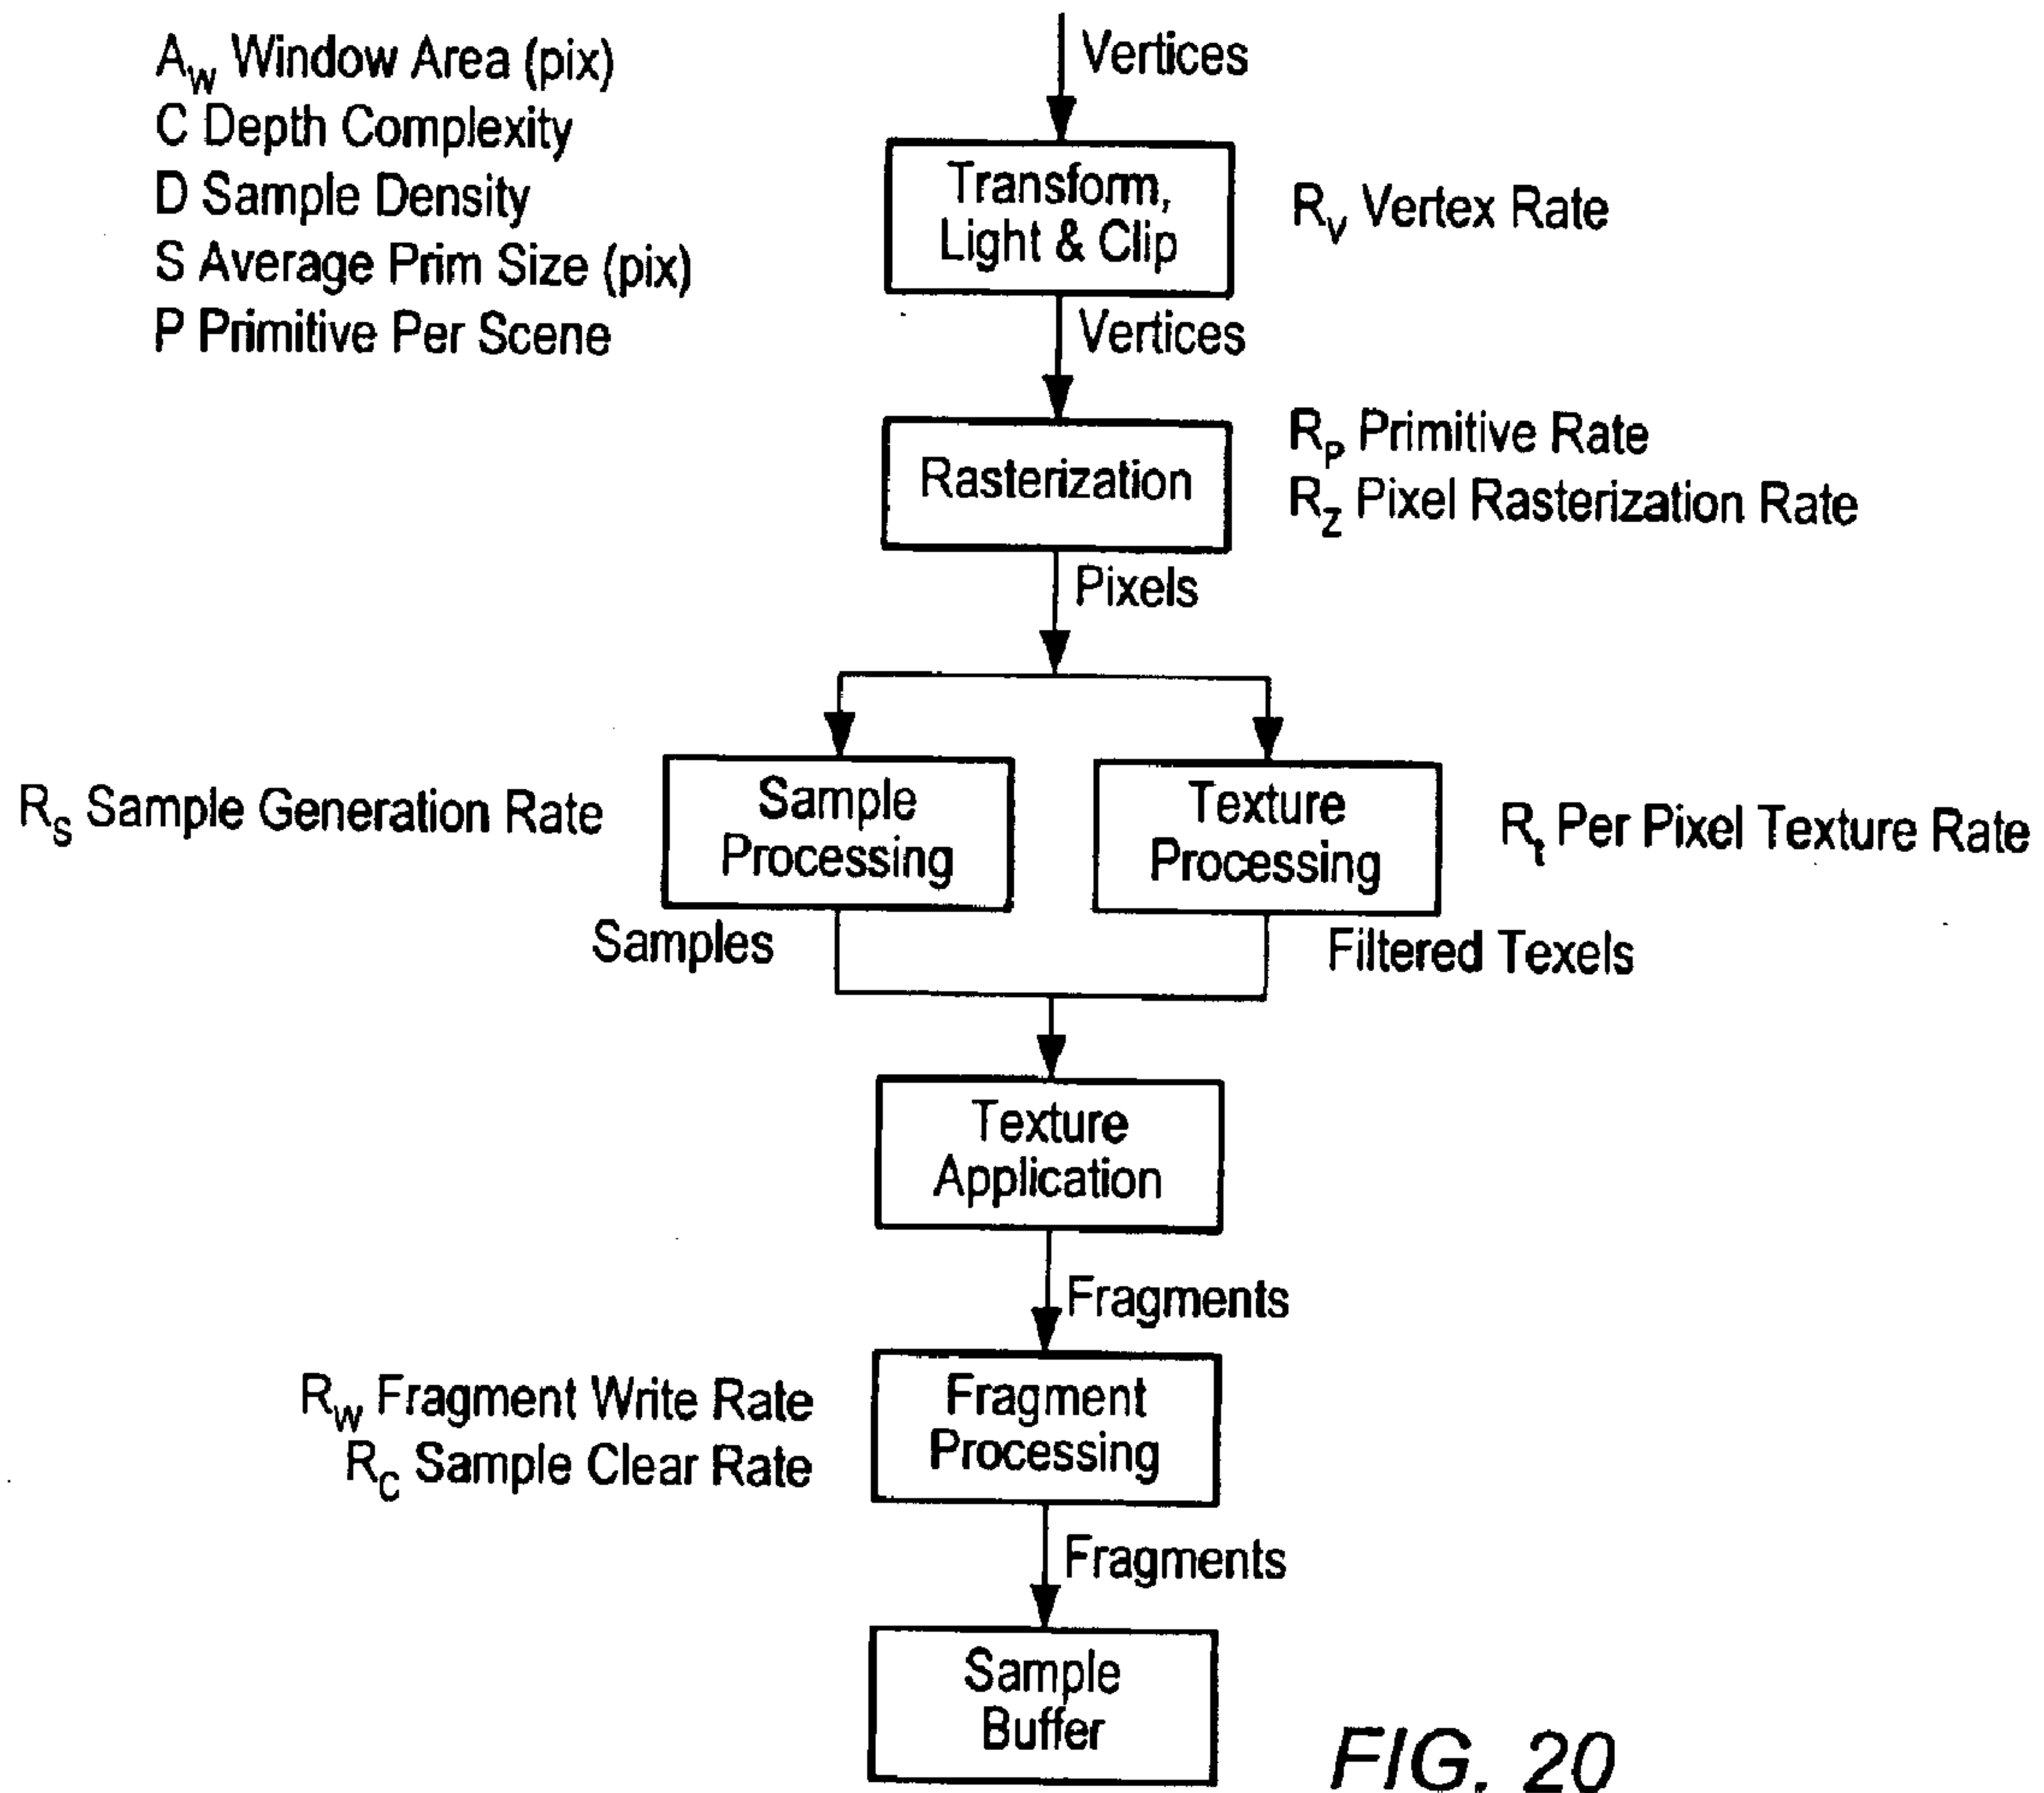 A_w Window Area (pix)
C Depth Complexity
D Sample Density
S Average Prim Size (pix)
P Primitive Per Scene
Vertices
Transform,
Light & Clip
R_v Vertex Rate
Vertices
Rasterization
R_P Primitive Rate
R_Z Pixel Rasterization Rate
Pixels
R_S Sample Generation Rate
Sample
Processing
Texture
Processing
R_t Per Pixel Texture Rate
Samples
Filtered Texels
Texture
Application
Fragments
R_W Fragment Write Rate
R_C Sample Clear Rate
Fragment
Processing
Fragments
Sample
Buffer
FIG. 20